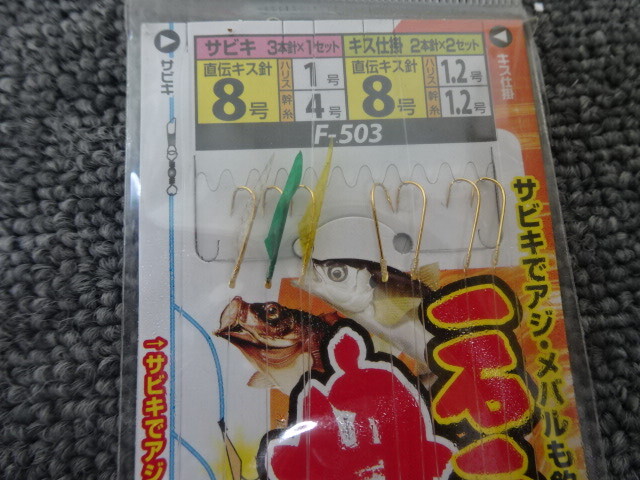 サビキ 3本針×1セット
キス仕掛 2本針×2セット
直伝キス針
8号
ハリス 1号
幹糸 4号
直伝キス針
8号
ハリス 1.2号
幹糸 1.2号
F-503
サビキ
キス仕掛
サビキでアジ・メバルも
→サビキでアジ